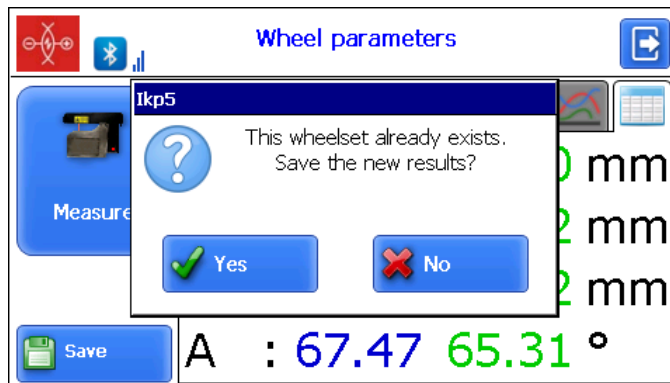 Wheel parameters
Ikp5
This wheelset already exists.
Save the new results?
mm
Measure
mm
Yes
No
mm
Save
A : 67.47 65.31 °